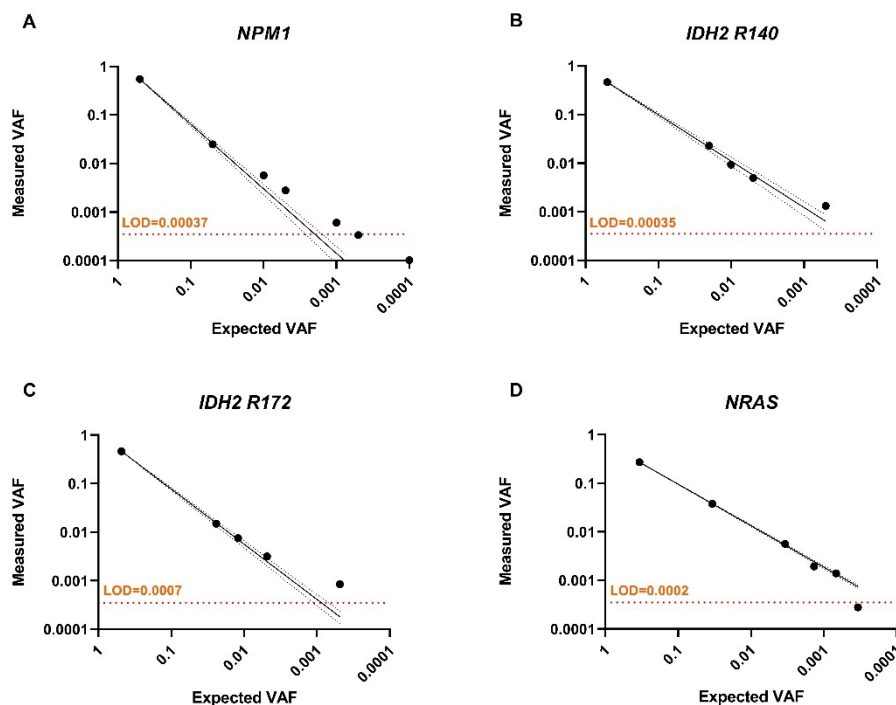 A
NPM1
Measured VAF
1
0.1
0.01
0.001
0.0001
LOD=0.00037
1
0.1
0.01
0.001
0.0001
Expected VAF
B
IDH2 R140
Measured VAF
1
0.1
0.01
0.001
0.0001
LOD=0.00035
1
0.1
0.01
0.001
0.0001
Expected VAF
C
IDH2 R172
Measured VAF
1
0.1
0.01
0.001
0.0001
LOD=0.0007
1
0.1
0.01
0.001
0.0001
Expected VAF
D
NRAS
Measured VAF
1
0.1
0.01
0.001
0.0001
LOD=0.0002
1
0.1
0.01
0.001
0.0001
Expected VAF